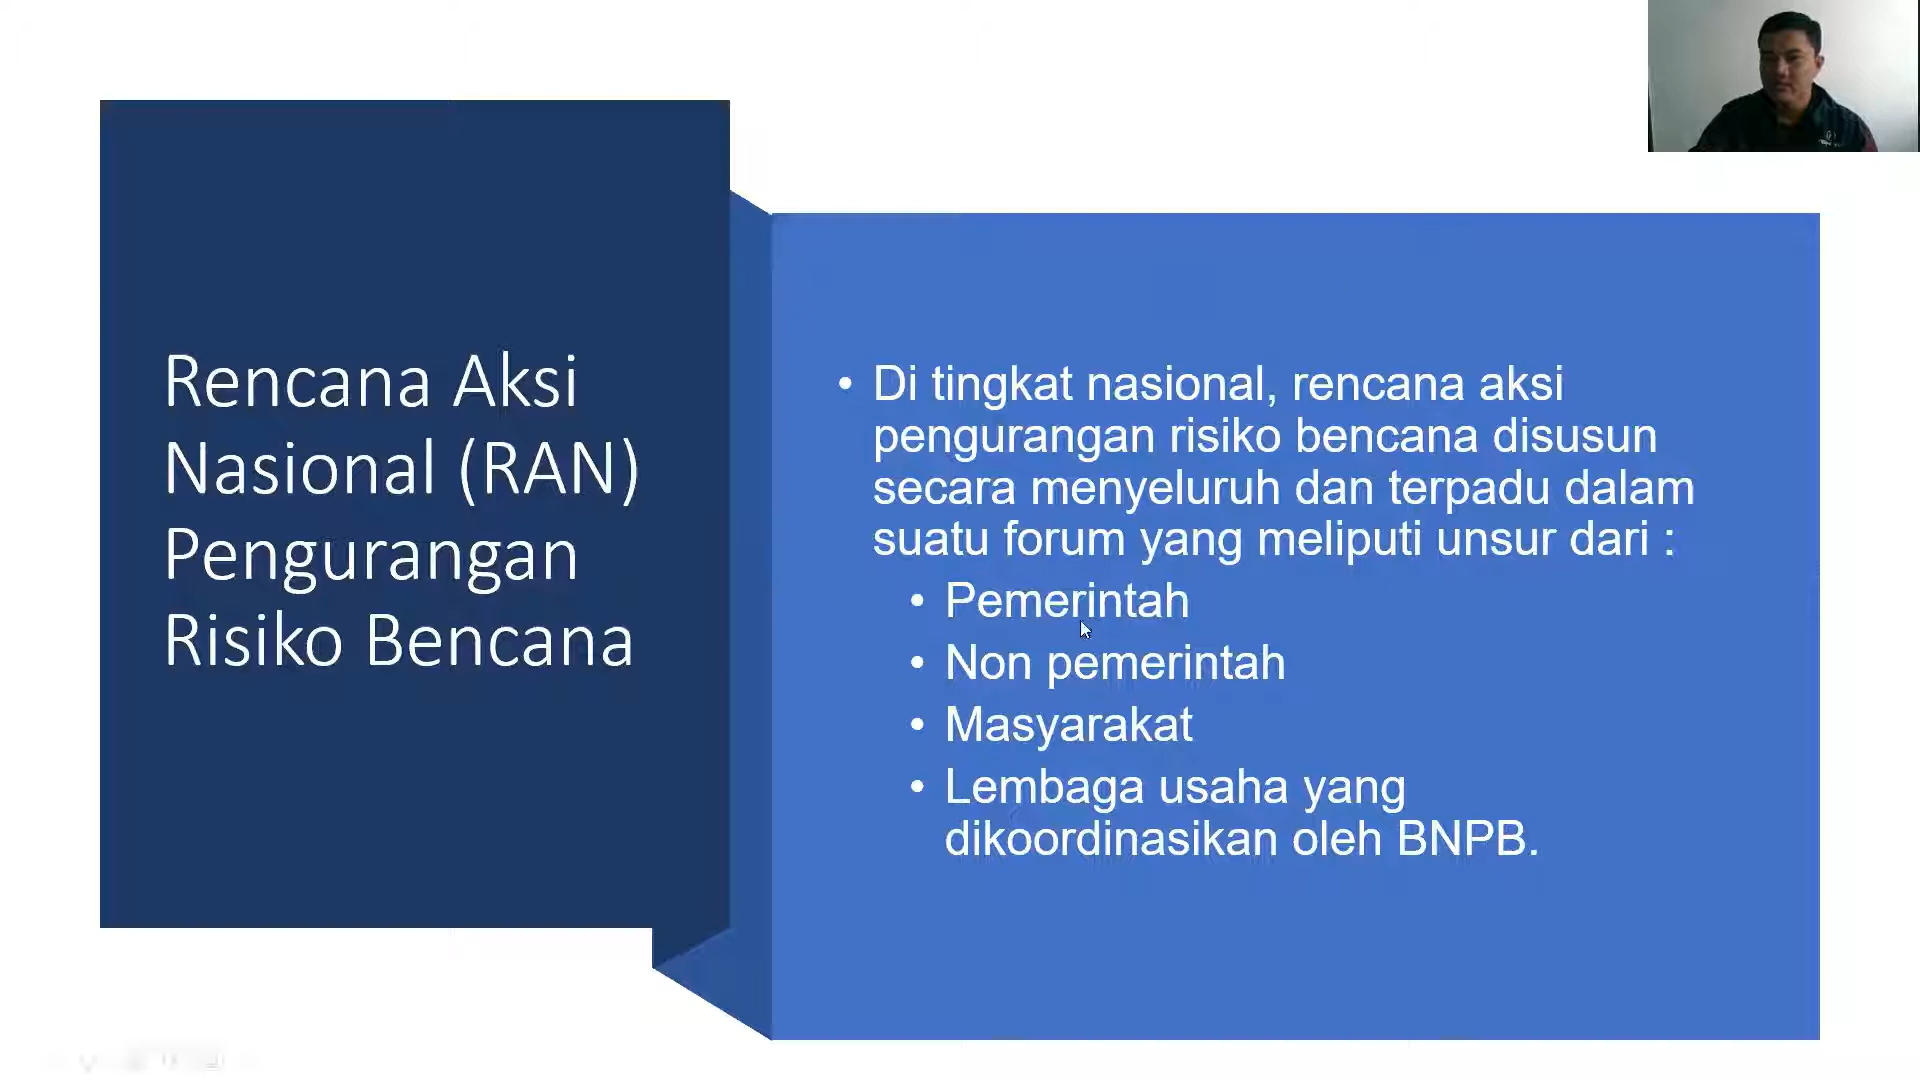 Rencana Aksi
Nasional (RAN)
Pengurangan
Risiko Bencana
• Di tingkat nasional, rencana aksi
pengurangan risiko bencana disusun
secara menyeluruh dan terpadu dalam
suatu forum yang meliputi unsur dari :
• Pemerintah
• Non pemerintah
• Masyarakat
• Lembaga usaha yang
dikoordinasikan oleh BNPB.